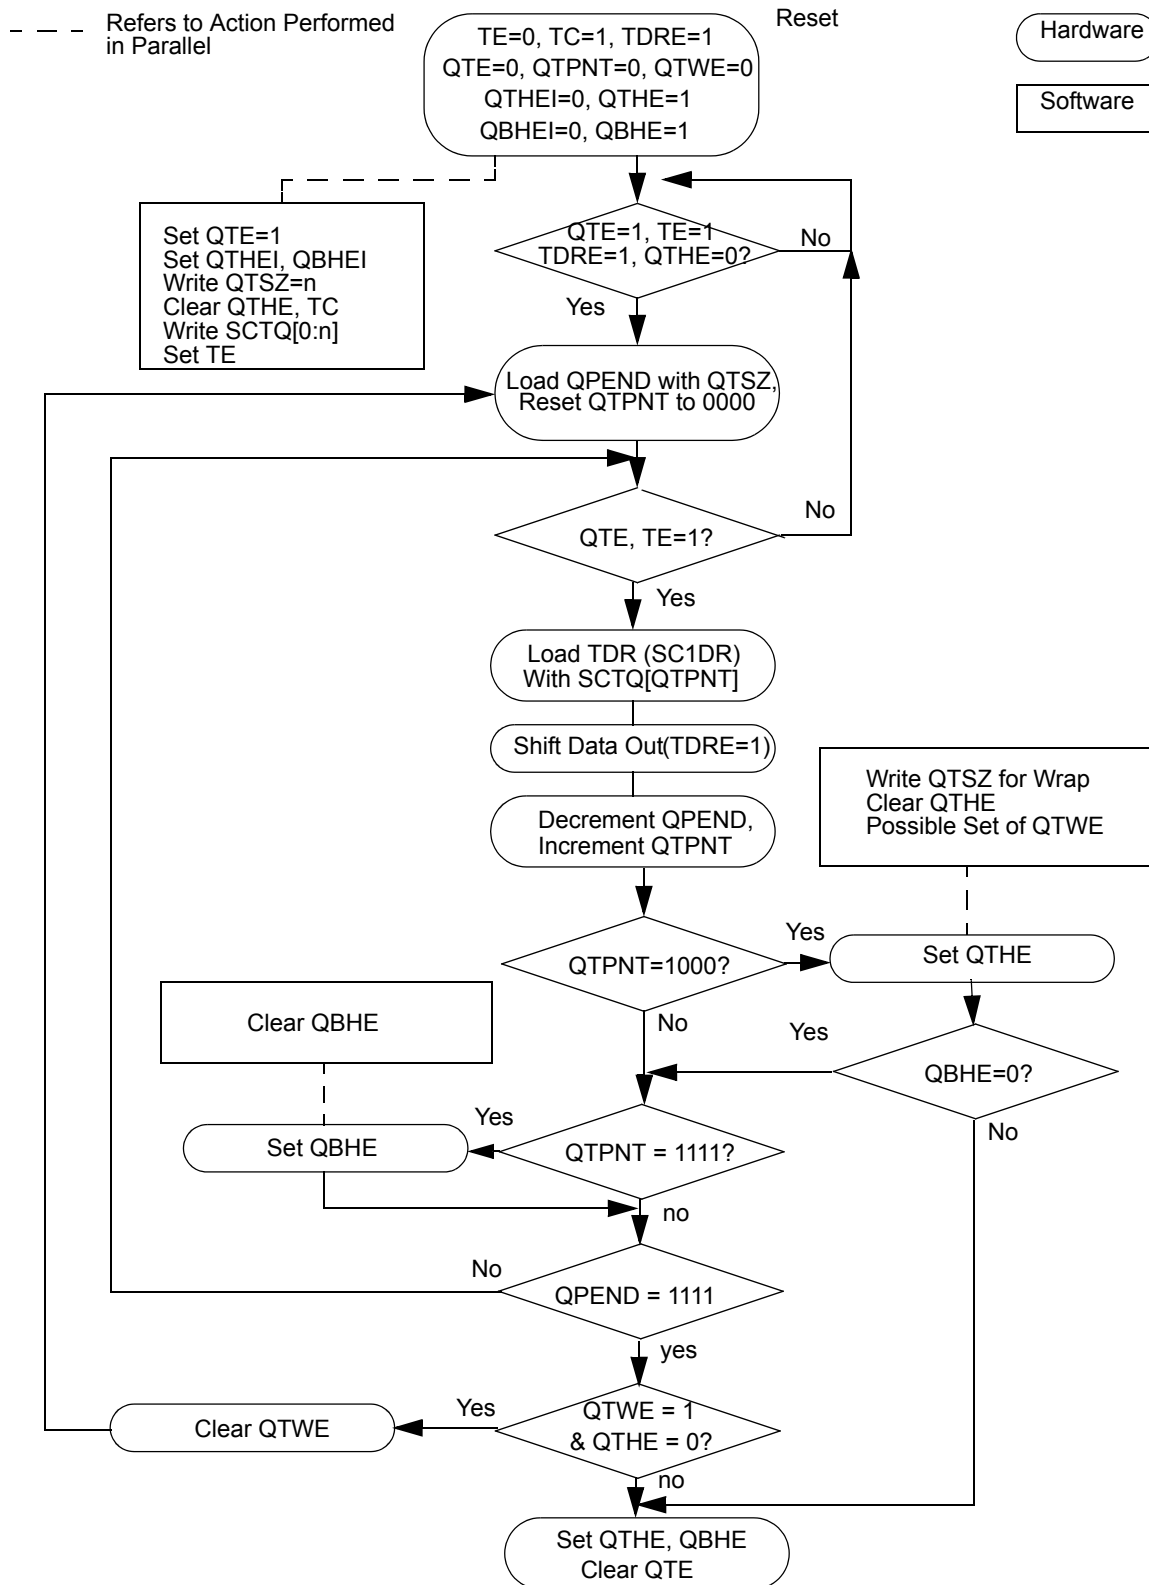 Refers to Action Performed
in Parallel
Reset
Hardware
Software
TE=0, TC=1, TDRE=1
QTE=0, QTPNT=0, QTWE=0
QTHEI=0, QTHE=1
QBHEI=0, QBHE=1
Set QTE=1
Set QTHEI, QBHEI
Write QTSZ=n
Clear QTHE, TC
Write SCTQ[0:n]
Set TE
QTE=1, TE=1
TDRE=1, QTHE=0?
No
Yes
Load QPEND with QTSZ,
Reset QTPNT to 0000
No
QTE, TE=1?
Yes
Load TDR (SC1DR)
With SCTQ[QTPNT]
Shift Data Out(TDRE=1)
Decrement QPEND,
Increment QTPNT
Write QTSZ for Wrap
Clear QTHE
Possible Set of QTWE
QTPNT=1000?
Yes
Set QTHE
No
Clear QBHE
Yes
QBHE=0?
No
Yes
Set QBHE
QTPNT = 1111?
no
No
QPEND = 1111
yes
Yes
Clear QTWE
QTWE = 1
& QTHE = 0?
no
Set QTHE, QBHE
Clear QTE